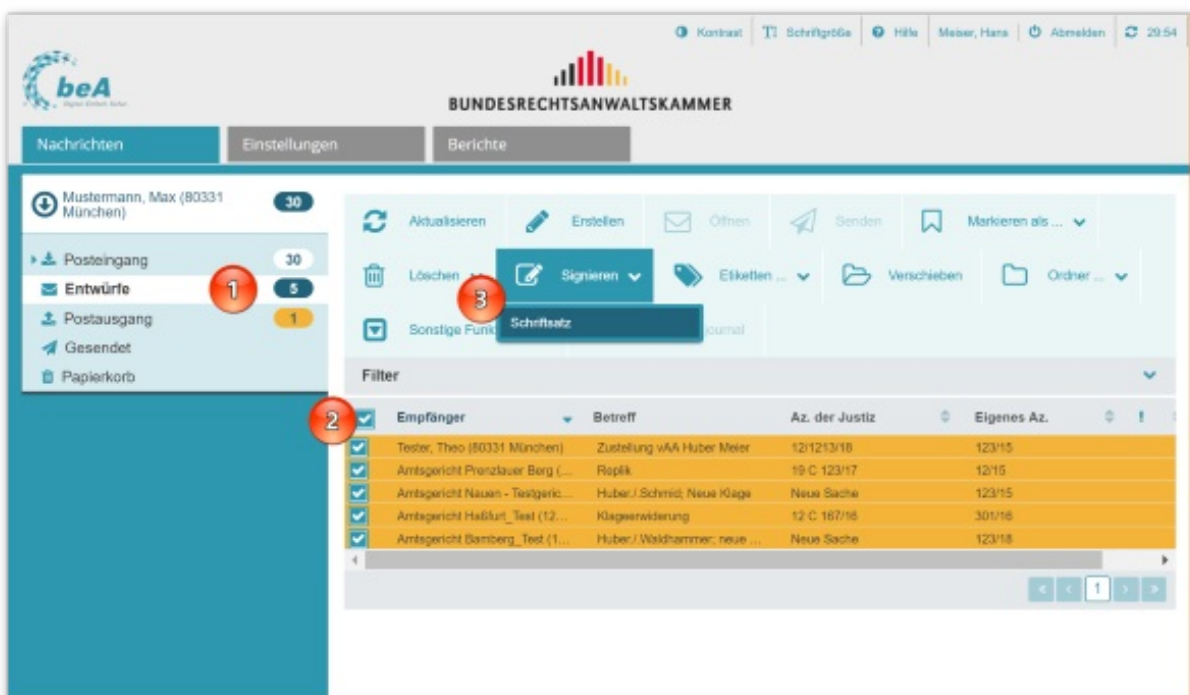 Kontrast Schriftgröße Hilfe Meiser, Hans Abmelden 29:54
beA
BUNDESRECHTSANWALTSKAMMER
Nachrichten Einstellungen Berichte
Mustermann, Max (80331 München) 30
Posteingang 30
Entwürfe 1 5
Postausgang 1
Gesendet
Papierkorb
Aktualisieren Erstellen Öffnen Senden Markieren als ...
Löschen Signieren Etiketten ... Verschieben Ordner ...
3
Sonstige Funk Schriftsatz journal
Filter
2 Empfänger Betreff Az. der Justiz Eigenes Az. !
Tester, Theo (80331 München) Zustellung vAA Huber Meier 12/1213/18 123/15
Amtsgericht Prenzlauer Berg (... Replik 19 C 123/17 12/15
Amtsgericht Nauen - Testgeric... Huber./.Schmid; Neue Klage Neue Sache 123/15
Amtsgericht Haßfurt_Test (12... Klageerwiderung 12 C 167/16 301/16
Amtsgericht Bamberg_Test (1... Huber./.Waldhammer; neue ... Neue Sache 123/18
« ‹ 1 › »